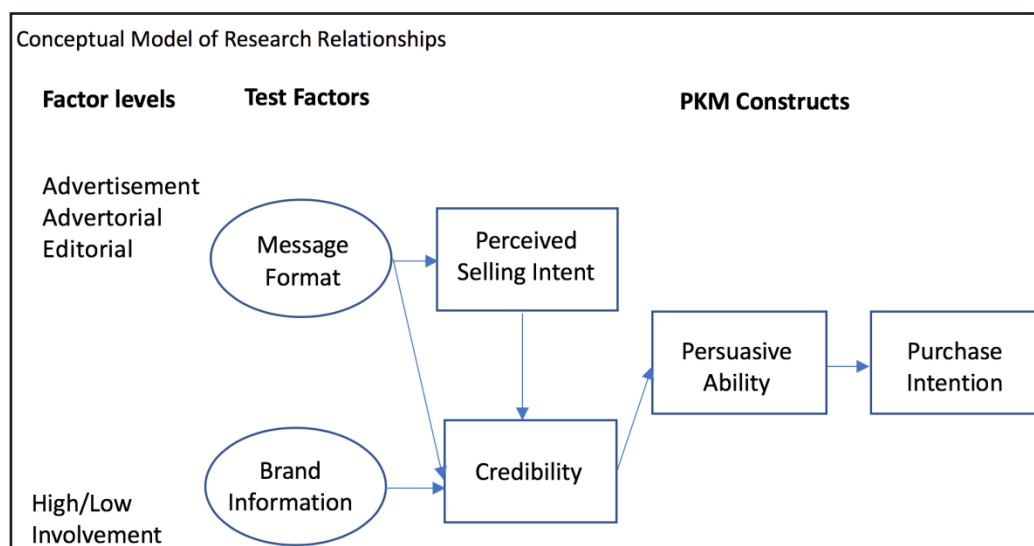 Conceptual Model of Research Relationships
Factor levels
Test Factors
PKM Constructs
Advertisement
Advertorial
Editorial
Message
Format
Perceived
Selling Intent
Persuasive
Ability
Purchase
Intention
Brand
Information
Credibility
High/Low
Involvement